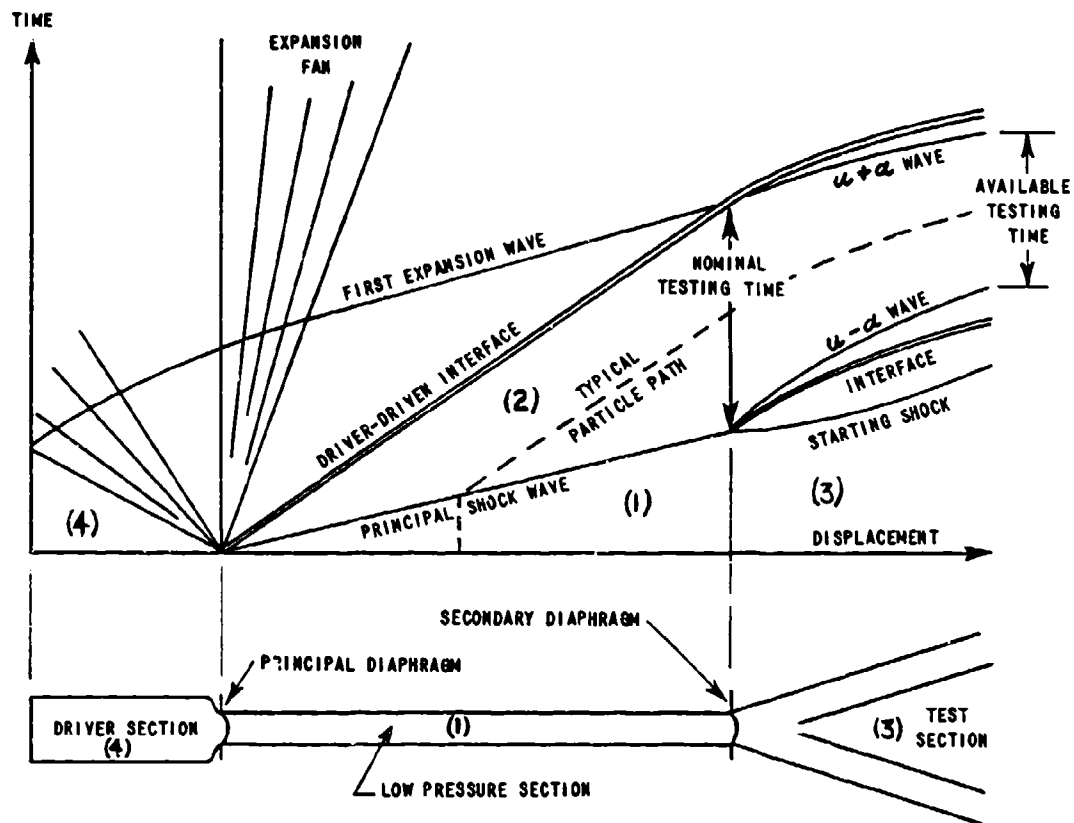 TIME
EXPANSION
FAN
u+a WAVE
AVAILABLE
TESTING
TIME
FIRST EXPANSION WAVE
NOMINAL
TESTING TIME
u-a WAVE
DRIVER-DRIVEN INTERFACE
(2)
TYPICAL
PARTICLE PATH
INTERFACE
STARTING SHOCK
(4)
PRINCIPAL SHOCK WAVE
(1)
(3)
DISPLACEMENT
SECONDARY DIAPHRAGM
PRINCIPAL DIAPHRAGM
DRIVER SECTION
(4)
(1)
(3) TEST
SECTION
LOW PRESSURE SECTION